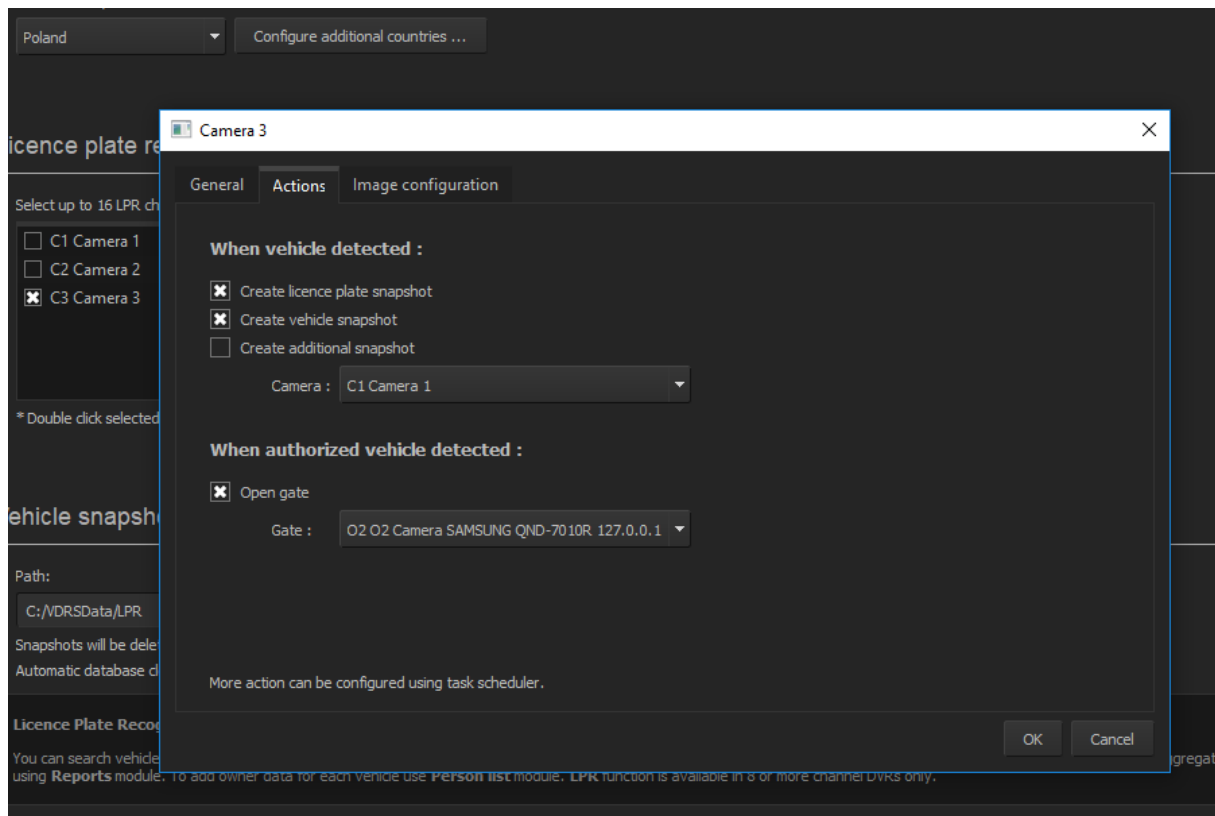 Poland
Configure additional countries ...
Camera 3
icence plate re
General Actions Image configuration
Select up to 16 LPR ch
C1 Camera 1
C2 Camera 2
C3 Camera 3
When vehicle detected :
Create licence plate snapshot
Create vehicle snapshot
Create additional snapshot
Camera : C1 Camera 1
* Double click selected
When authorized vehicle detected :
Open gate
Gate : O2 O2 Camera SAMSUNG QND-7010R 127.0.0.1
ehicle snapsh
Path:
C:/VDRSData/LPR
Snapshots will be dele
Automatic database cl
More action can be configured using task scheduler.
Licence Plate Recog
OK Cancel
You can search vehicle
gregat
using Reports module. To add owner data for each vehicle use Person list module. LPR function is available in 8 or more channel DVRs only.